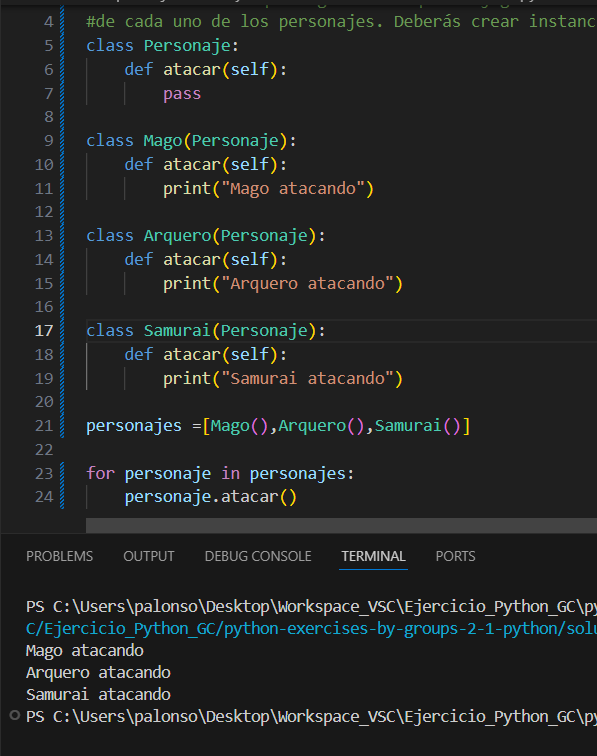 4 #de cada uno de los personajes. Deberás crear instanc
5 class Personaje:
6 def atacar(self):
7 pass
8
9 class Mago(Personaje):
10 def atacar(self):
11 print("Mago atacando")
12
13 class Arquero(Personaje):
14 def atacar(self):
15 print("Arquero atacando")
16
17 class Samurai(Personaje):
18 def atacar(self):
19 print("Samurai atacando")
20
21 personajes =[Mago(),Arquero(),Samurai()]
22
23 for personaje in personajes:
24 personaje.atacar()
PROBLEMS OUTPUT DEBUG CONSOLE TERMINAL PORTS
PS C:\Users\palonso\Desktop\Workspace_VSC\Ejercicio_Python_GC\py
C/Ejercicio_Python_GC/python-exercises-by-groups-2-1-python/solu
Mago atacando
Arquero atacando
Samurai atacando
PS C:\Users\palonso\Desktop\Workspace_VSC\Ejercicio_Python_GC\py